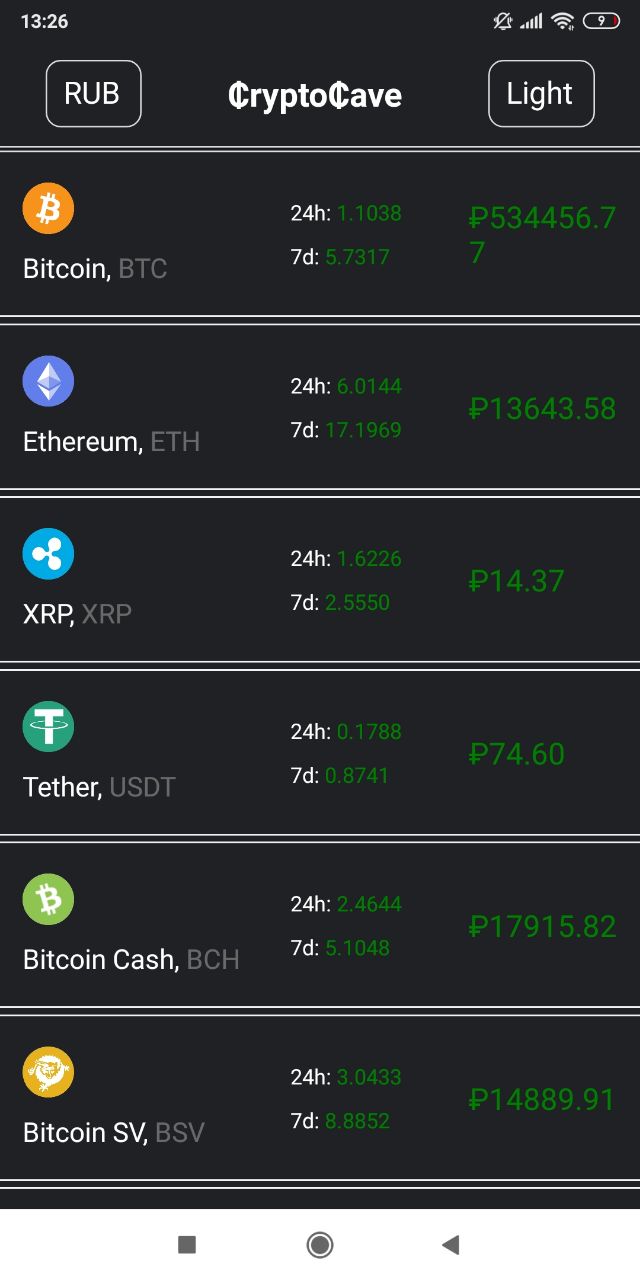 13:26
9
RUB
₵rypto₵ave
Light
24h: 1.1038
₽534456.7
7
7d: 5.7317
Bitcoin, BTC
24h: 6.0144
₽13643.58
7d: 17.1969
Ethereum, ETH
24h: 1.6226
₽14.37
7d: 2.5550
XRP, XRP
24h: 0.1788
₽74.60
7d: 0.8741
Tether, USDT
24h: 2.4644
₽17915.82
7d: 5.1048
Bitcoin Cash, BCH
24h: 3.0433
₽14889.91
7d: 8.8852
Bitcoin SV, BSV